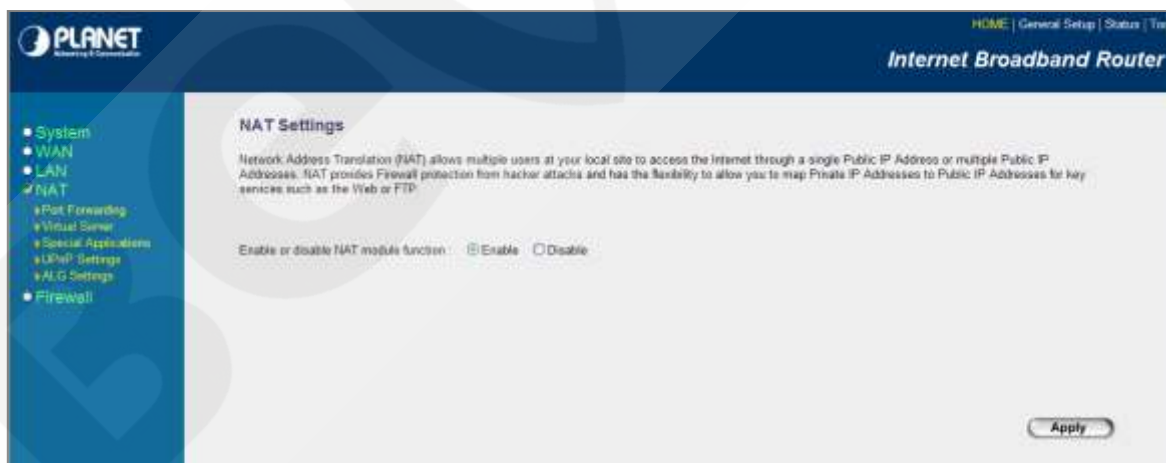 PLANET
Networking & Communication
HOME | General Setup | Status |
Internet Broadband Router
System
WAN
LAN
NAT
Port Forwarding
Virtual Server
Special Applications
UPnP Settings
ALG Settings
Firewall
NAT Settings
Network Address Translation (NAT) allows multiple users at your local site to access the Internet through a single Public IP Address or multiple Public IP
Addresses. NAT provides Firewall protection from hacker attacks and has the flexibility to allow you to map Private IP Addresses to Public IP Addresses for key
services such as the Web or FTP.
Enable or disable NAT module function : Enable Disable
Apply